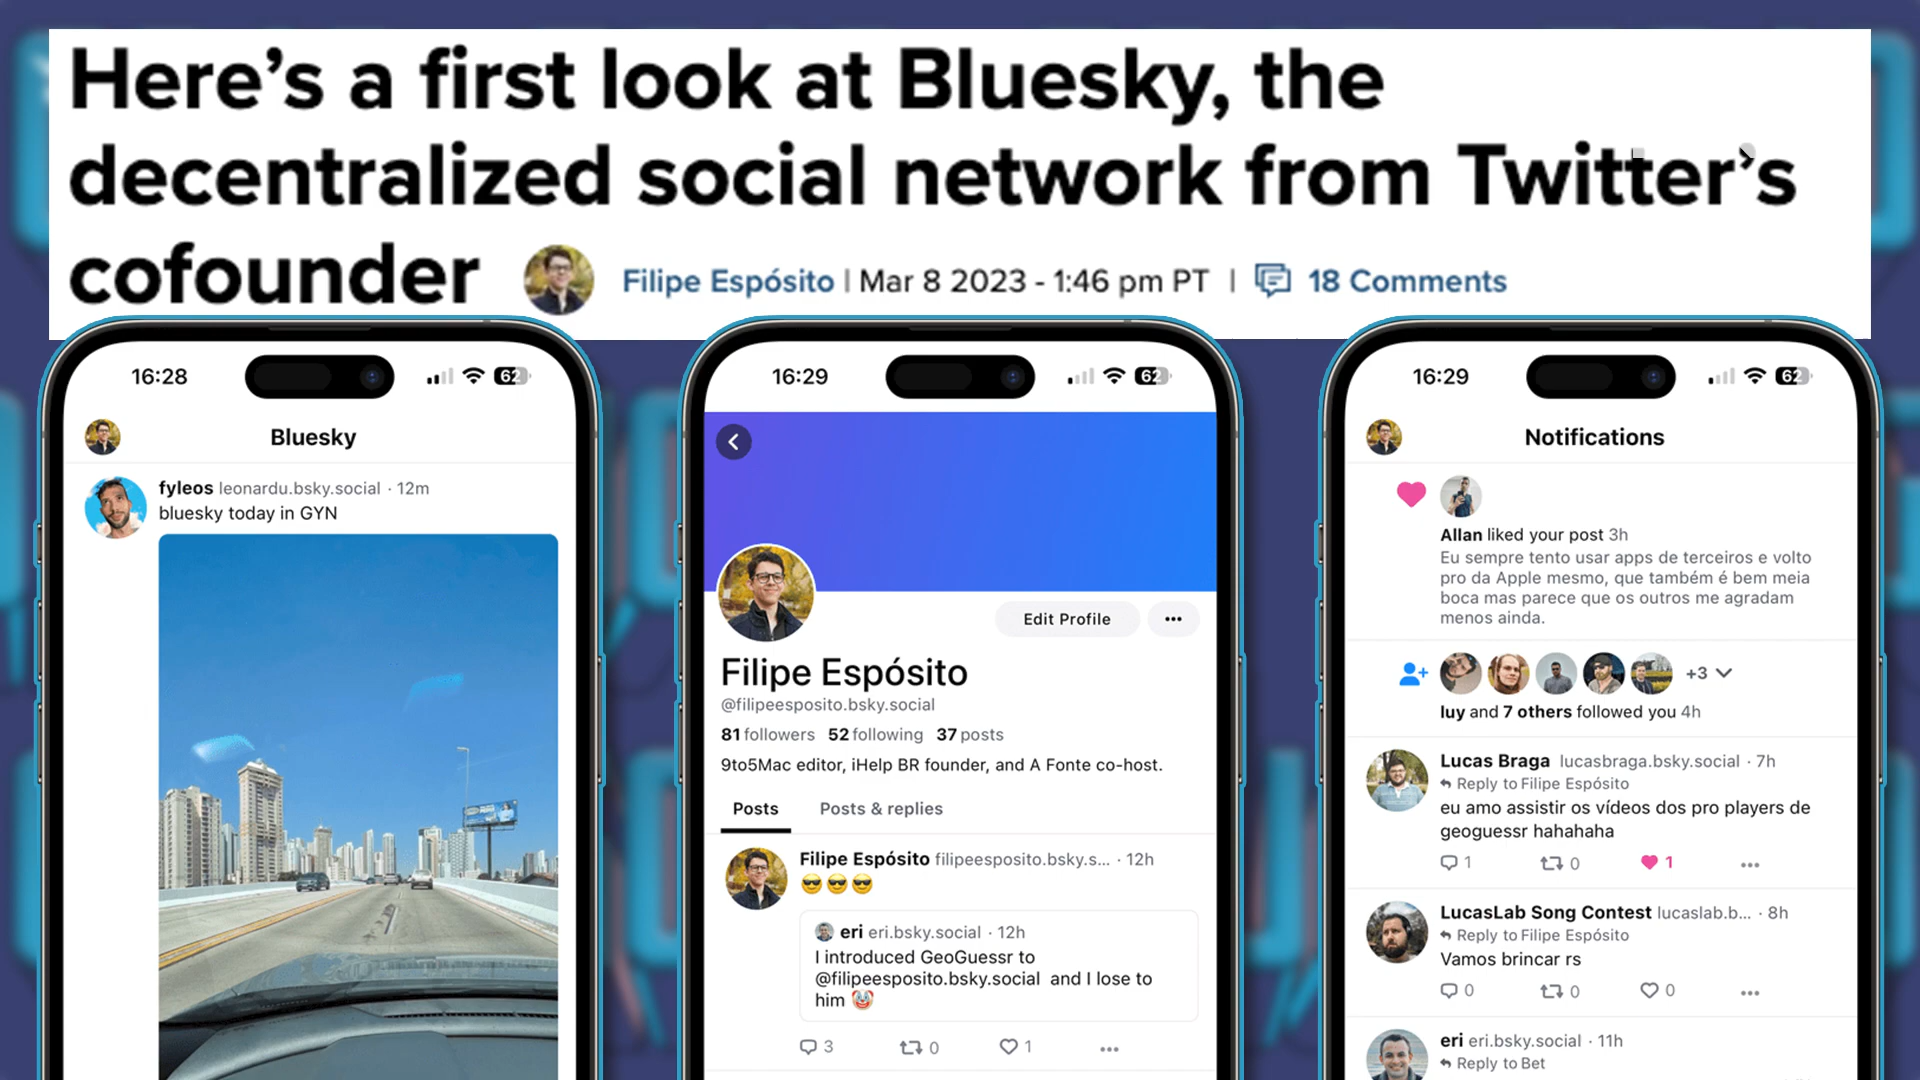 Here's a first look at Bluesky, the
decentralized social network from Twitter's
cofounder
Filipe Espósito | Mar 8 2023 - 1:46 pm PT | 18 Comments
16:28
62
Bluesky
fyleos leonardu.bsky.social · 12m
bluesky today in GYN
16:29
62
Edit Profile
Filipe Espósito
@filipeesposito.bsky.social
81 followers 52 following 37 posts
9to5Mac editor, iHelp BR founder, and A Fonte co-host.
Posts Posts & replies
Filipe Espósito filipeesposito.bsky.s... · 12h
😎😎😎
eri eri.bsky.social · 12h
I introduced GeoGuessr to
@filipeesposito.bsky.social and I lose to
him 🤡
3 0 1
16:29
62
Notifications
Allan liked your post 3h
Eu sempre tento usar apps de terceiros e volto
pro da Apple mesmo, que também é bem meia
boca mas parece que os outros me agradam
menos ainda.
+3
luy and 7 others followed you 4h
Lucas Braga lucasbraga.bsky.social · 7h
Reply to Filipe Espósito
eu amo assistir os vídeos dos pro players de
geoguessr hahahaha
1 0 1
LucasLab Song Contest lucaslab.b... · 8h
Reply to Filipe Espósito
Vamos brincar rs
0 0 0
eri eri.bsky.social · 11h
Reply to Bet